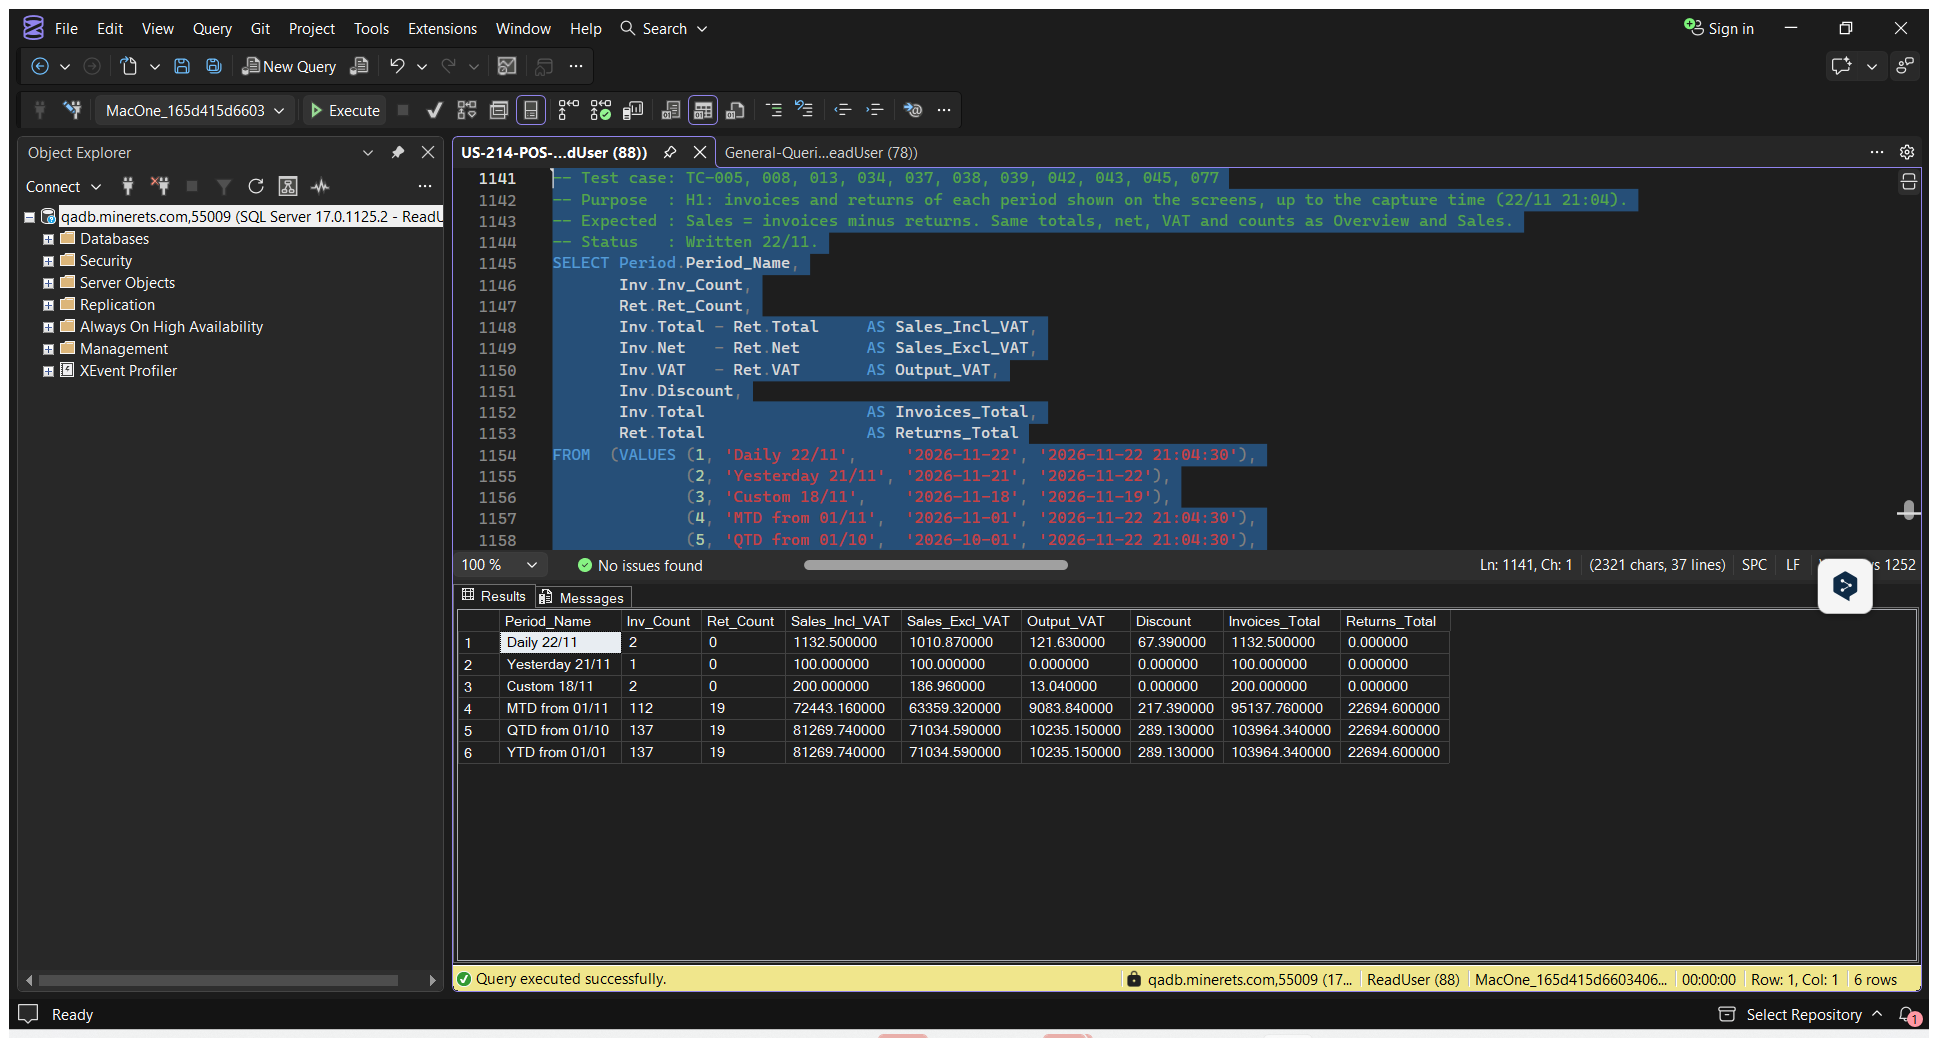 File Edit View Query Git Project Tools Extensions Window Help Search Sign in
New Query
MacOne_165d415d6603 Execute
Object Explorer
Connect
qadb.minerets.com,55009 (SQL Server 17.0.1125.2 - ReadU
Databases
Security
Server Objects
Replication
Always On High Availability
Management
XEvent Profiler
US-214-POS-...dUser (88)) General-Queri...eadUser (78))
1141 -- Test case: TC-005, 008, 013, 034, 037, 038, 039, 042, 043, 045, 077
1142 -- Purpose : H1: invoices and returns of each period shown on the screens, up to the capture time (22/11 21:04).
1143 -- Expected : Sales = invoices minus returns. Same totals, net, VAT and counts as Overview and Sales.
1144 -- Status : Written 22/11.
1145 SELECT Period.Period_Name,
1146 Inv.Inv_Count,
1147 Ret.Ret_Count,
1148 Inv.Total - Ret.Total AS Sales_Incl_VAT,
1149 Inv.Net - Ret.Net AS Sales_Excl_VAT,
1150 Inv.VAT - Ret.VAT AS Output_VAT,
1151 Inv.Discount,
1152 Inv.Total AS Invoices_Total,
1153 Ret.Total AS Returns_Total
1154 FROM (VALUES (1, 'Daily 22/11', '2026-11-22', '2026-11-22 21:04:30'),
1155 (2, 'Yesterday 21/11', '2026-11-21', '2026-11-22'),
1156 (3, 'Custom 18/11', '2026-11-18', '2026-11-19'),
1157 (4, 'MTD from 01/11', '2026-11-01', '2026-11-22 21:04:30'),
1158 (5, 'QTD from 01/10', '2026-10-01', '2026-11-22 21:04:30'),
100 % No issues found Ln: 1141, Ch: 1 (2321 chars, 37 lines) SPC LF s 1252
Results Messages
Period_Name Inv_Count Ret_Count Sales_Incl_VAT Sales_Excl_VAT Output_VAT Discount Invoices_Total Returns_Total
1 Daily 22/11 2 0 1132.500000 1010.870000 121.630000 67.390000 1132.500000 0.000000
2 Yesterday 21/11 1 0 100.000000 100.000000 0.000000 0.000000 100.000000 0.000000
3 Custom 18/11 2 0 200.000000 186.960000 13.040000 0.000000 200.000000 0.000000
4 MTD from 01/11 112 19 72443.160000 63359.320000 9083.840000 217.390000 95137.760000 22694.600000
5 QTD from 01/10 137 19 81269.740000 71034.590000 10235.150000 289.130000 103964.340000 22694.600000
6 YTD from 01/01 137 19 81269.740000 71034.590000 10235.150000 289.130000 103964.340000 22694.600000
Query executed successfully. qadb.minerets.com,55009 (17... ReadUser (88) MacOne_165d415d6603406... 00:00:00 Row: 1, Col: 1 6 rows
Ready Select Repository 1